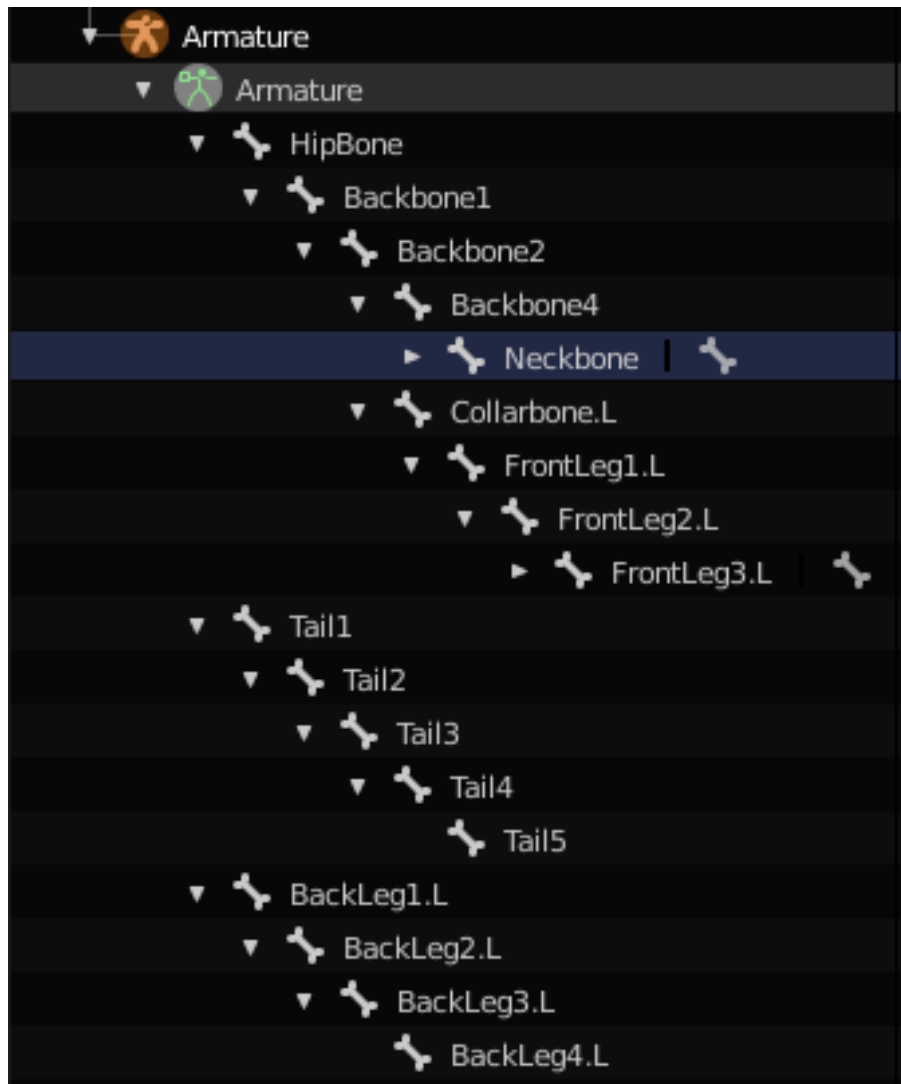 Armature
Armature
HipBone
Backbone1
Backbone2
Backbone4
Neckbone
Collarbone.L
FrontLeg1.L
FrontLeg2.L
FrontLeg3.L
Tail1
Tail2
Tail3
Tail4
Tail5
BackLeg1.L
BackLeg2.L
BackLeg3.L
BackLeg4.L